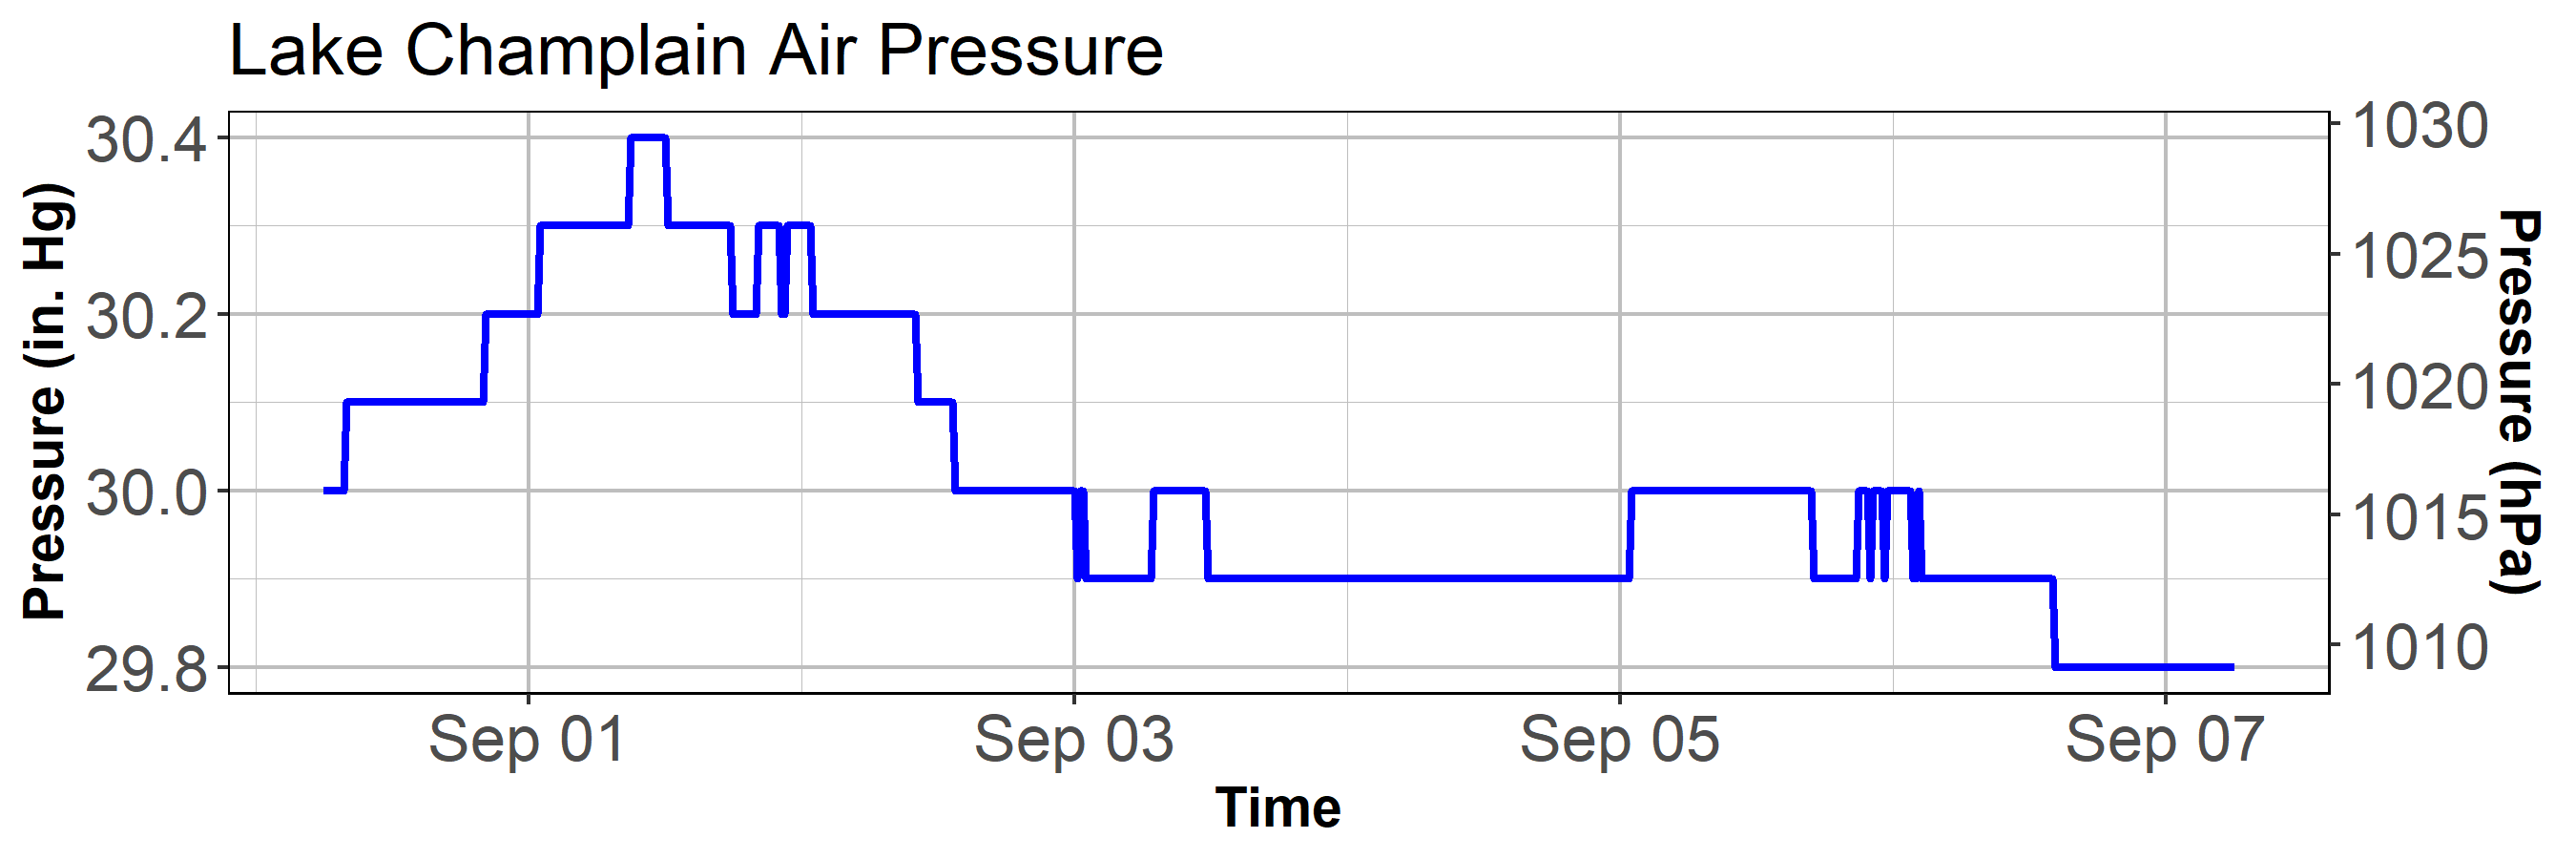 Lake Champlain Air Pressure
Pressure (in. Hg)
30.4
30.2
30.0
29.8
1030
1025
1020
1015
1010
Pressure (hPa)
Sep 01 Sep 03 Sep 05 Sep 07
Time